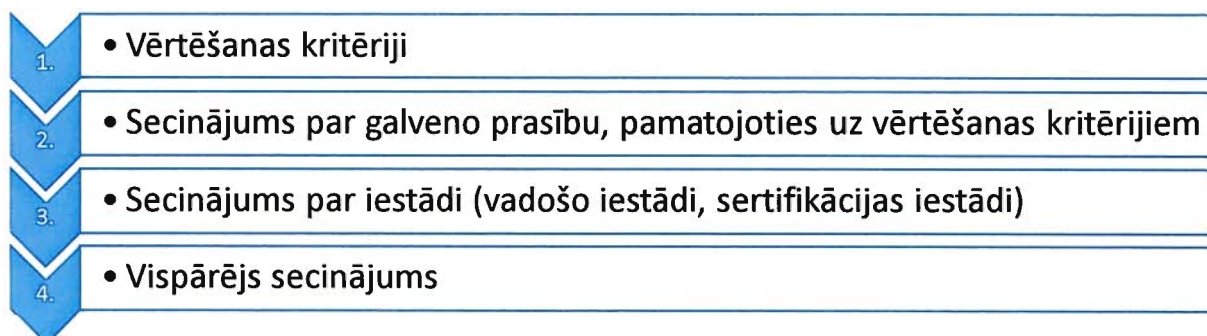 1. • Vērtēšanas kritēriji
2. • Secinājums par galveno prasību, pamatojoties uz vērtēšanas kritērijiem
3. • Secinājums par iestādi (vadošo iestādi, sertifikācijas iestādi)
4. • Vispārējs secinājums